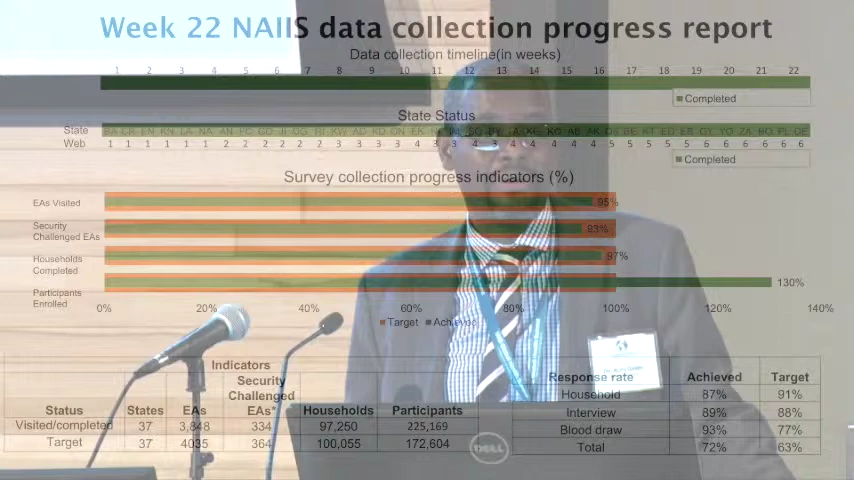 Week 22 NAIIS data collection progress report
Data collection timeline(in weeks)
1 2 3 4 5 6 7 8 9 10 11 12 13 14 15 16 17 18 19 20 21 22
Completed
State Status
State
Web 1 1 1 1 1 1 2 2 2 2 2 3 3 3 3 3 4 3 3 4 4 4 4 4 4 4 5 5 5 5 5 6 6 6 6 6 6
Completed
Survey collection progress indicators (%)
EAs Visited 95%
Security
Challenged EAs 93%
Households
Completed 97%
Participants
Enrolled 130%
0% 20% 40% 60% 80% 100% 120% 140%
Target Achieved
Indicators
Status States EAs Security Challenged EAs* Households Participants
Visited/completed 37 3,848 334 97,250 225,169
Target 37 4035 364 100,055 172,604
Response rate Achieved Target
Household 87% 91%
Interview 89% 88%
Blood draw 93% 77%
Total 72% 63%
DELL